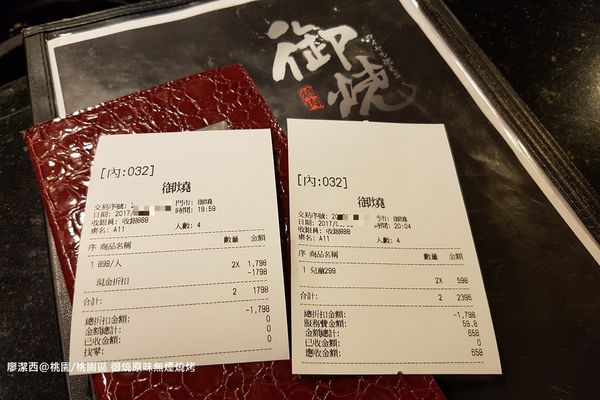 御燒
[內:032]
御燒
交易序號: 2 門市: 御燒
日期: 2017/ 時間: 19:59
收銀員: 收銀888
桌名: A11 人數: 4
序 商品名稱 數量 金額
1 899/人 2X 1,798
-1798
現金折扣
合計: 2 1798
總折扣金額: -1,798
金額總計: 0
已收金額: 0
找零: 0
[內:032]
御燒
交易序號: 2 門市: 御燒
日期: 2017/ 時間: 20:04
收銀員: 收銀888
桌名: A11 人數: 4
序 商品名稱 數量 金額
1 兒童299 2X 598
合計: 2 2396
總折扣金額: -1,798
服務費金額: 59.8
金額總計: 658
已收金額: 0
應收金額: 658
廖潔西@桃園/桃園區 御燒原味無煙燒烤